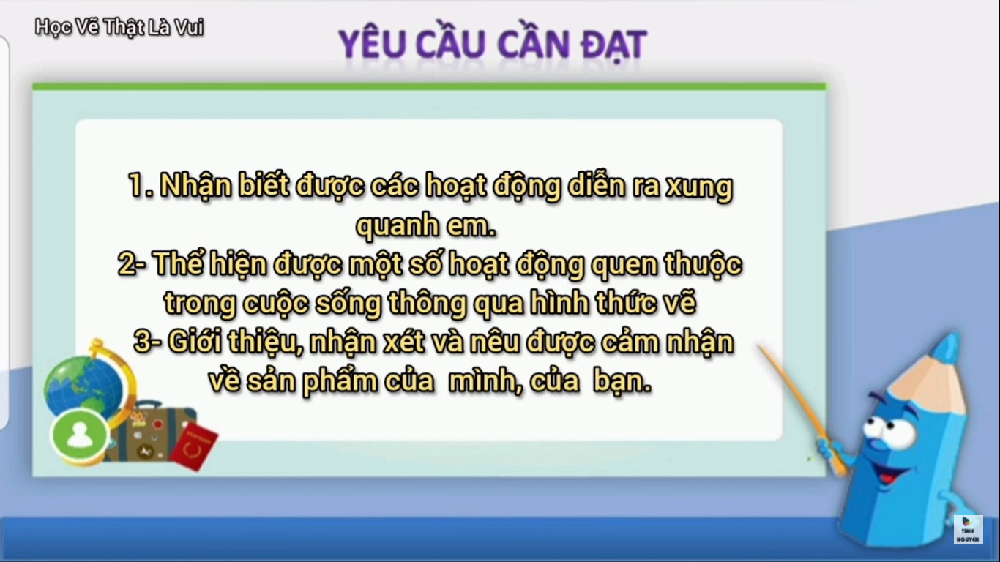 Học Vẽ Thật Là Vui
YÊU CẦU CẦN ĐẠT
1. Nhận biết được các hoạt động diễn ra xung
quanh em.
2- Thể hiện được một số hoạt động quen thuộc
trong cuộc sống thông qua hình thức vẽ
3- Giới thiệu, nhận xét và nêu được cảm nhận
về sản phẩm của mình, của bạn.
TÌNH
NGUYỄN